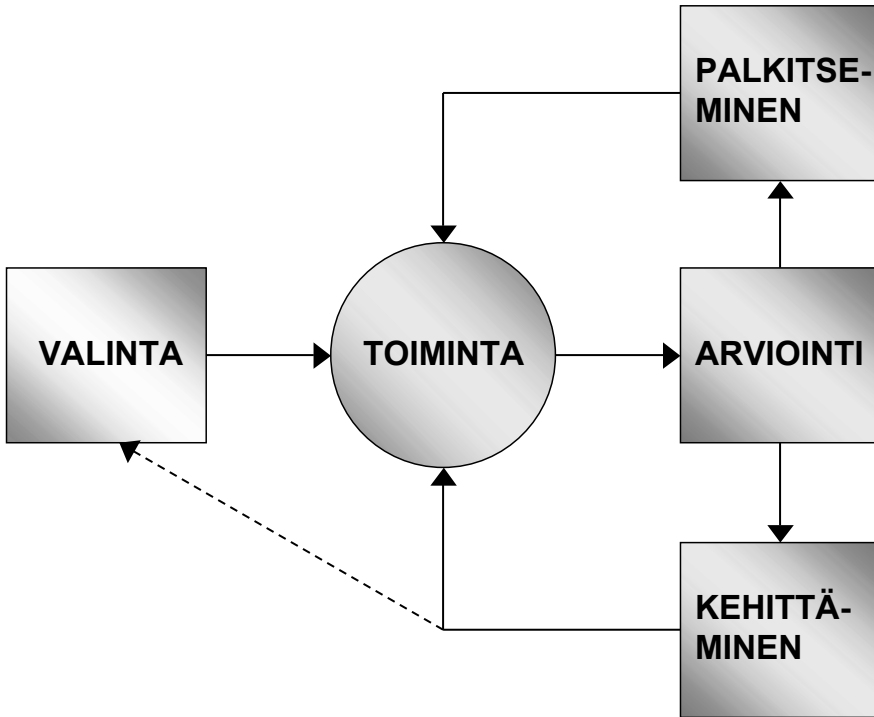 PALKITSE-
MINEN
VALINTA
TOIMINTA
ARVIOINTI
KEHITTÄ-
MINEN